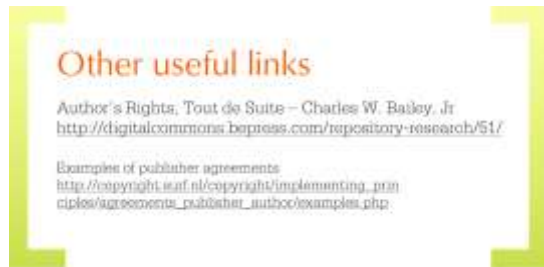 Other useful links
Author's Rights, Tout de Suite – Charles W. Bailey, Jr
http://digitalcommons.bepress.com/repository-research/51/
Examples of publisher agreements
http://copyright.surf.nl/copyright/implementing_prin
ciples/agreements_publisher_author/examples.php